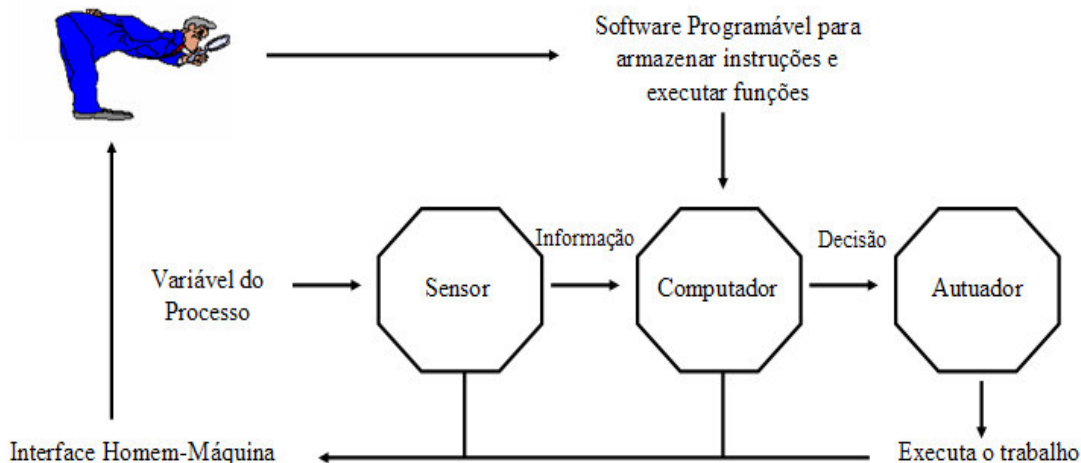 Software Programável para
armazenar instruções e
executar funções
Informação
Decisão
Variável do
Processo
Sensor
Computador
Autuador
Interface Homem-Máquina
Executa o trabalho